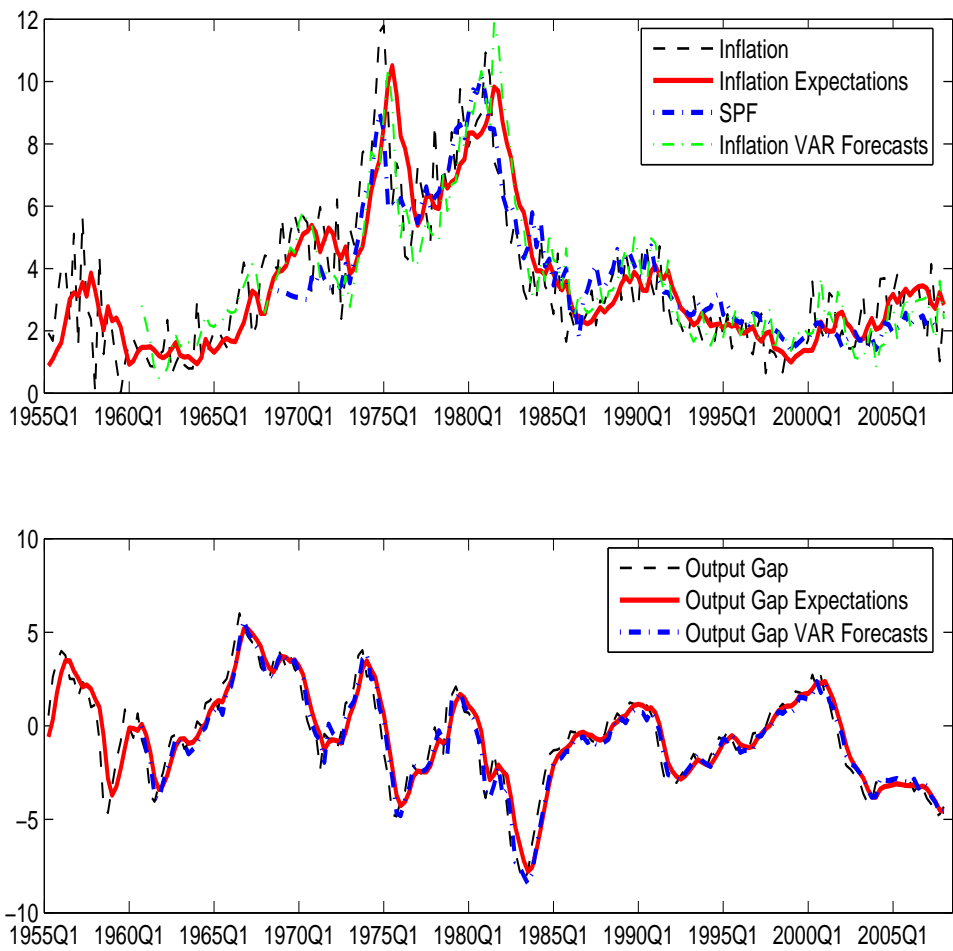 12
10
8
6
4
2
0
Inflation
Inflation Expectations
SPF
Inflation VAR Forecasts
1955Q1 1960Q1 1965Q1 1970Q1 1975Q1 1980Q1 1985Q1 1990Q1 1995Q1 2000Q1 2005Q1
10
5
0
−5
−10
Output Gap
Output Gap Expectations
Output Gap VAR Forecasts
1955Q1 1960Q1 1965Q1 1970Q1 1975Q1 1980Q1 1985Q1 1990Q1 1995Q1 2000Q1 2005Q1